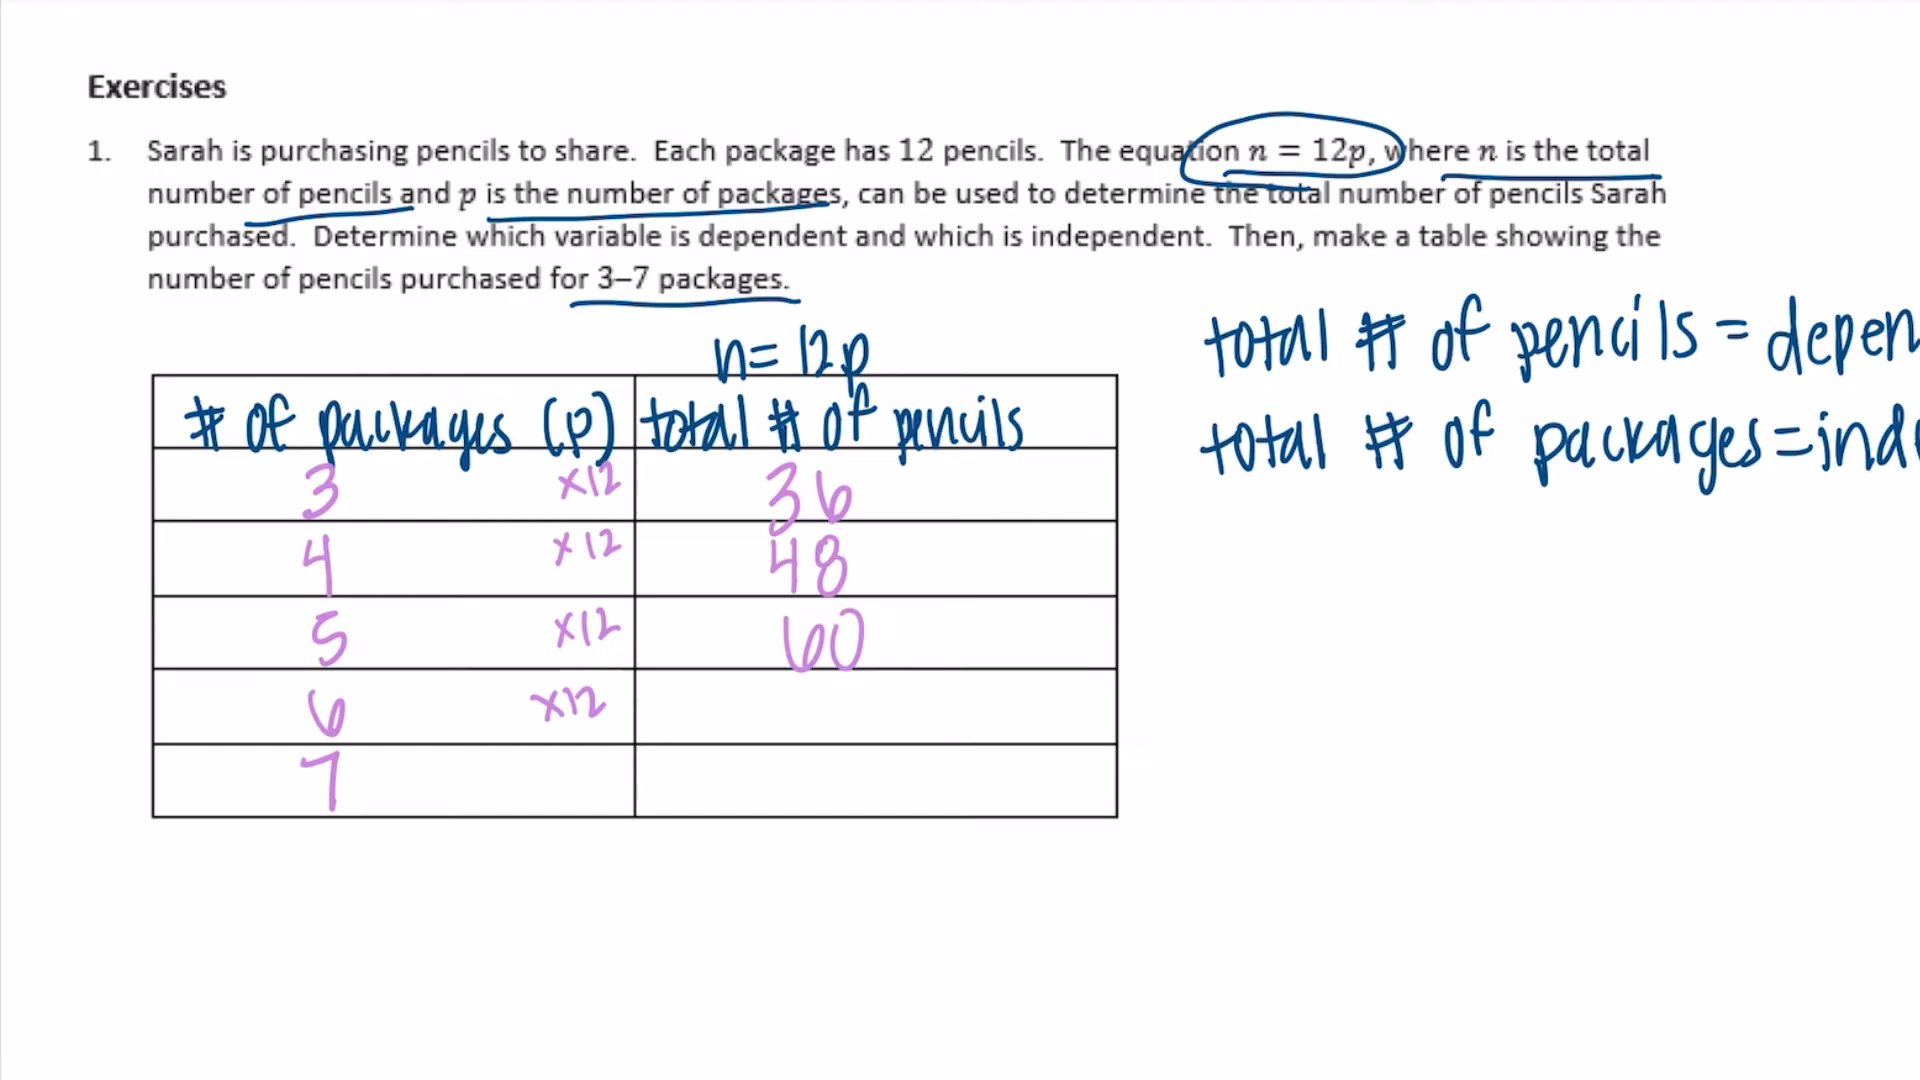 Exercises
1. Sarah is purchasing pencils to share. Each package has 12 pencils. The equation n = 12p, where n is the total
number of pencils and p is the number of packages, can be used to determine the total number of pencils Sarah
purchased. Determine which variable is dependent and which is independent. Then, make a table showing the
number of pencils purchased for 3–7 packages.
total # of pencils = depen
n = 12p
# of packages (p) total # of pencils
total # of packages = inde
3 x12 36
4 x12 48
5 x12 60
6 x12
7